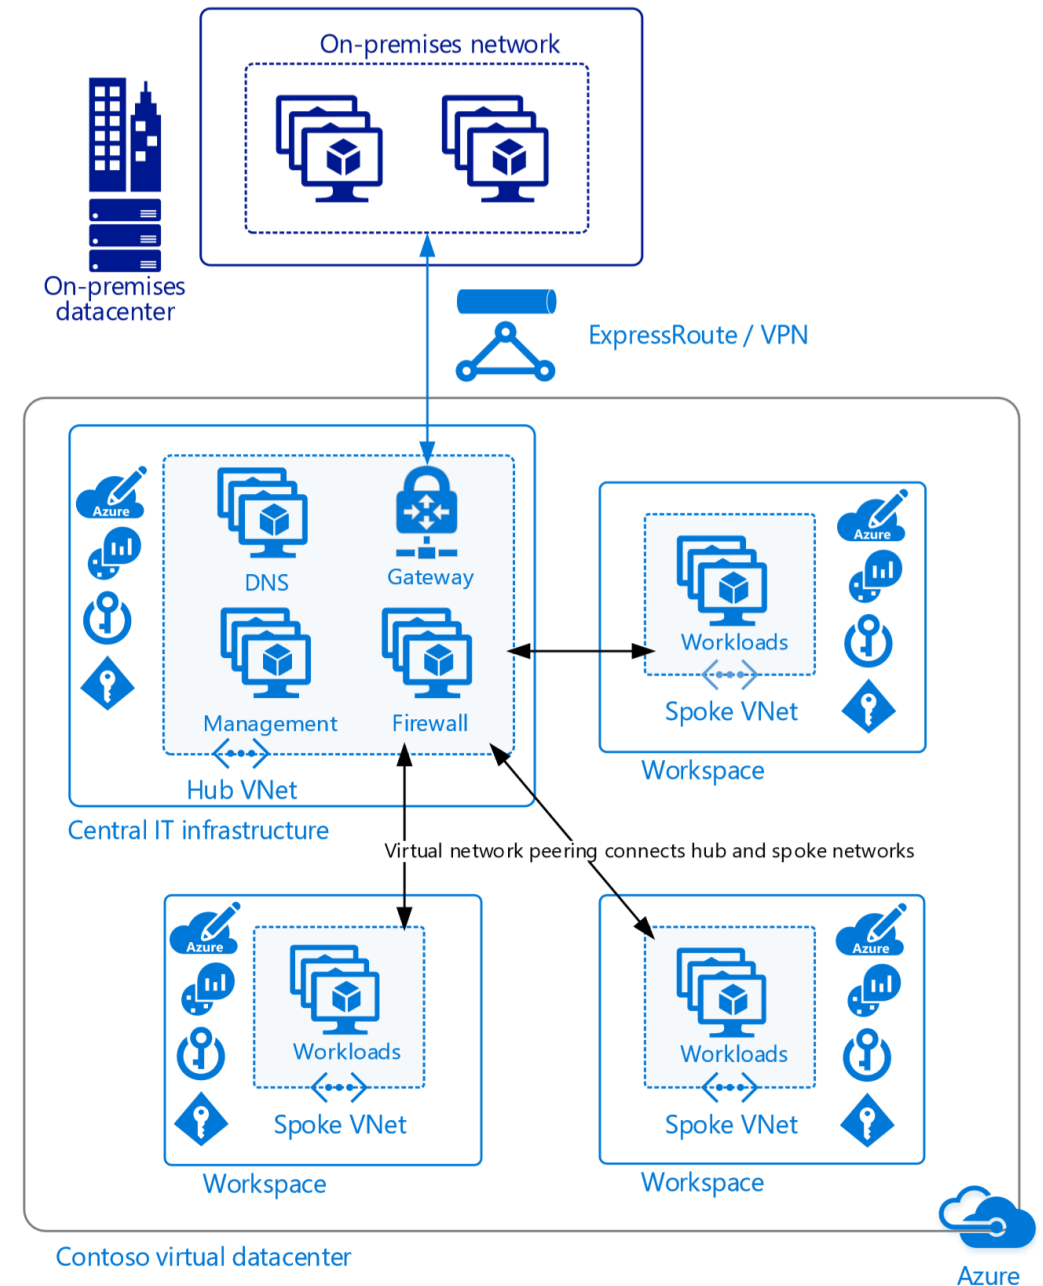 On-premises network
On-premises
datacenter
ExpressRoute / VPN
Azure
DNS
Gateway
Management
Firewall
Hub VNet
Central IT infrastructure
Azure
Workloads
Spoke VNet
Workspace
Virtual network peering connects hub and spoke networks
Azure
Workloads
Spoke VNet
Workspace
Azure
Workloads
Spoke VNet
Workspace
Contoso virtual datacenter
Azure